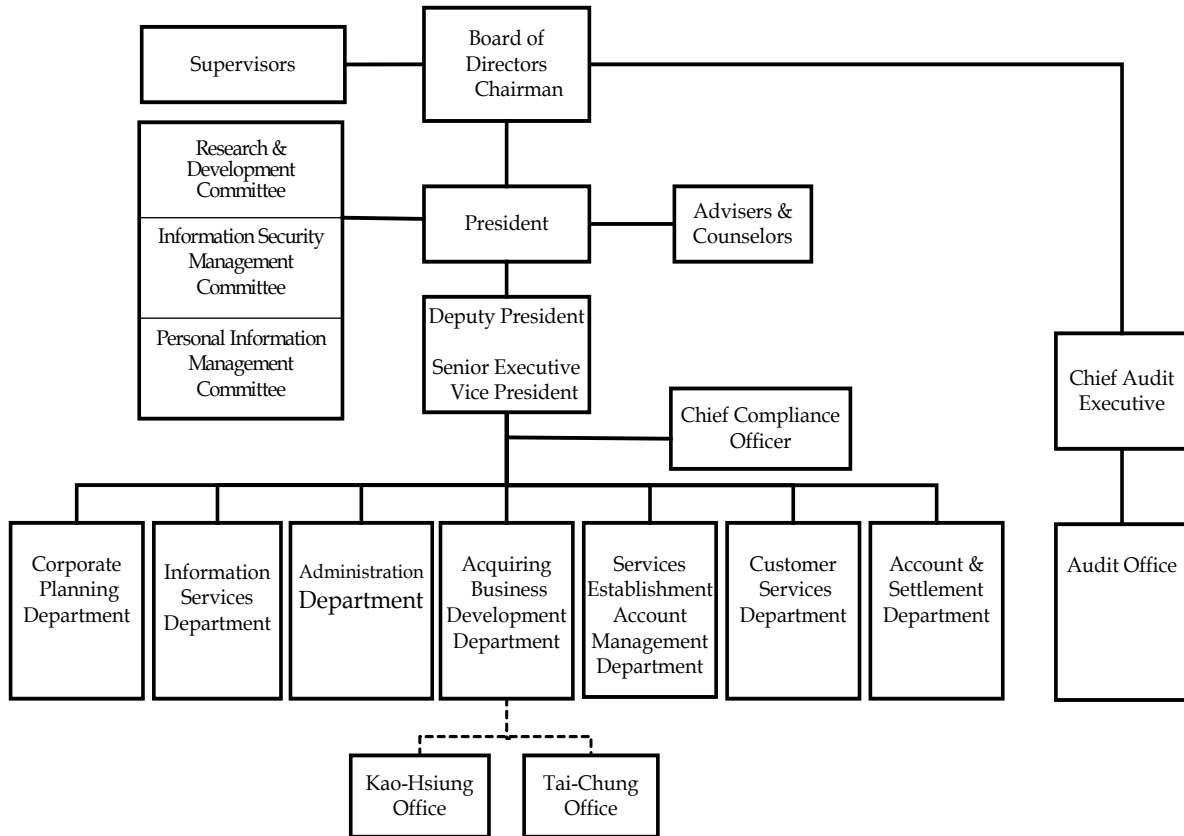 Supervisors
Board of
Directors
Chairman
Research &
Development
Committee
Information Security
Management
Committee
Personal Information
Management
Committee
President
Advisers &
Counselors
Deputy President
Senior Executive
Vice President
Chief Compliance
Officer
Chief Audit
Executive
Corporate
Planning
Department
Information
Services
Department
Administration
Department
Acquiring
Business
Development
Department
Services
Establishment
Account
Management
Department
Customer
Services
Department
Account &
Settlement
Department
Audit Office
Kao-Hsiung
Office
Tai-Chung
Office